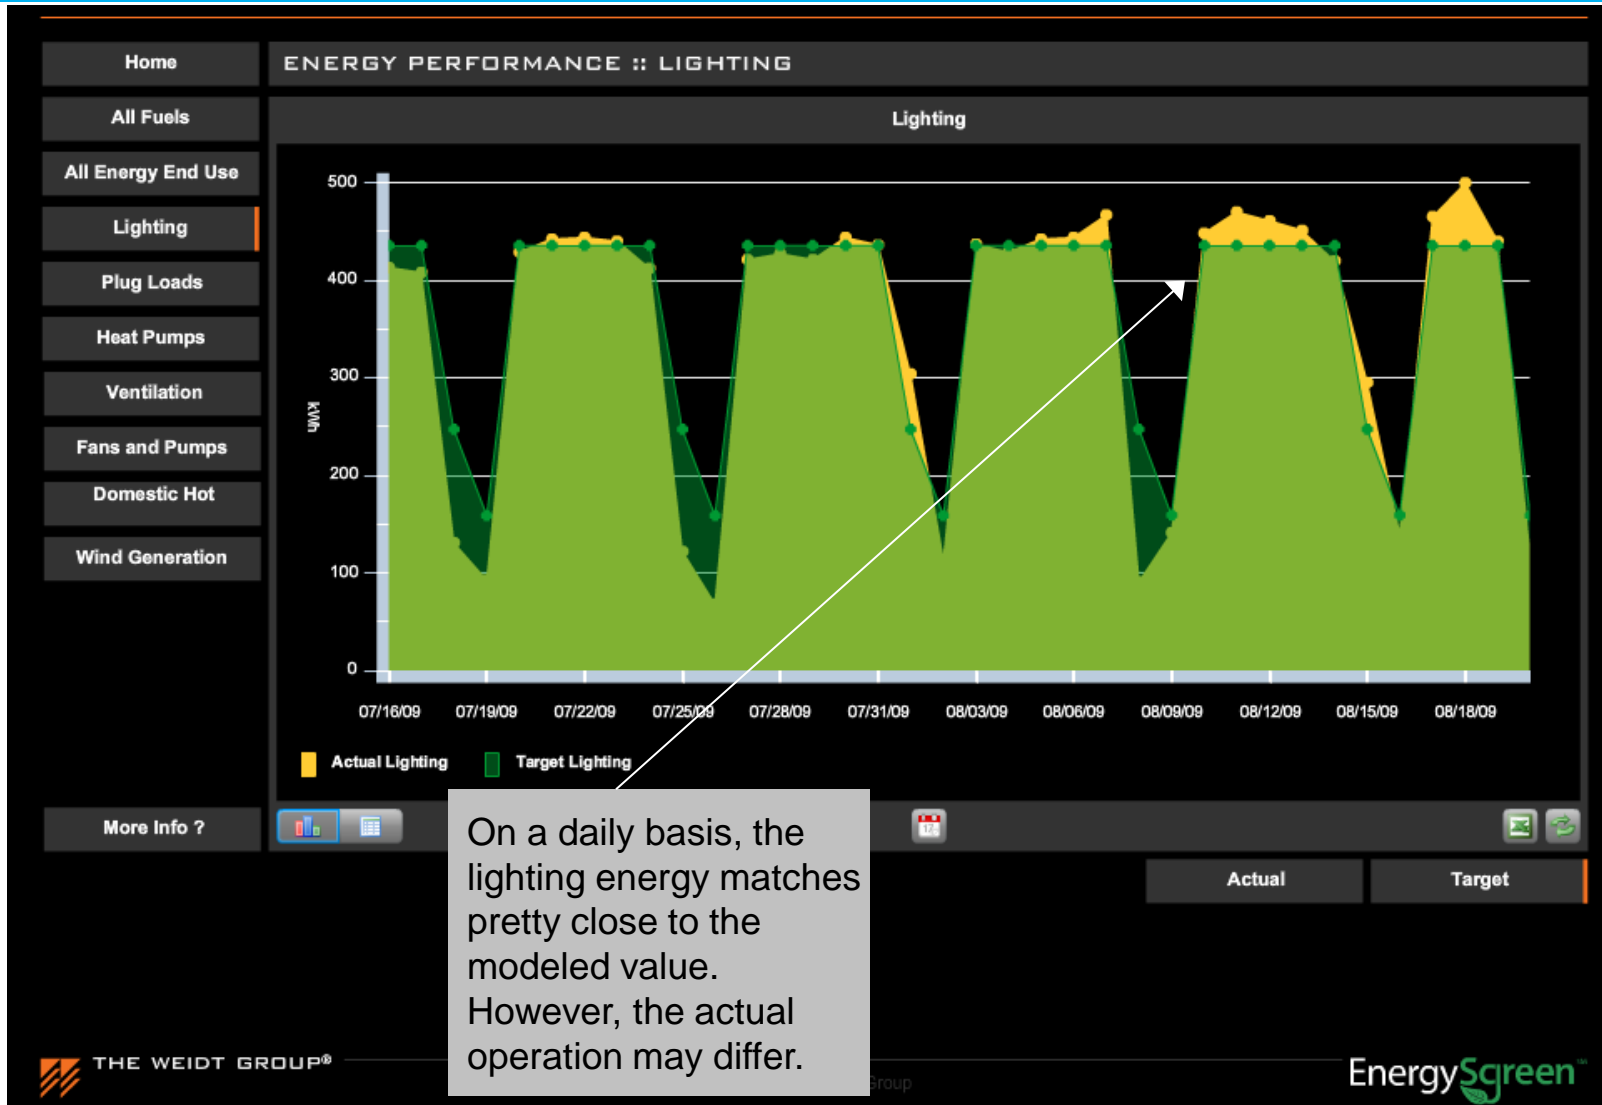 Home
ENERGY PERFORMANCE :: LIGHTING
All Fuels
All Energy End Use
Lighting
Plug Loads
Heat Pumps
Ventilation
Fans and Pumps
Domestic Hot
Wind Generation
More Info ?
Lighting
500
400
300
200
100
0
kWh
07/16/09 07/19/09 07/22/09 07/25/09 07/28/09 07/31/09 08/03/09 08/06/09 08/09/09 08/12/09 08/15/09 08/18/09
Actual Lighting Target Lighting
On a daily basis, the
lighting energy matches
pretty close to the
modeled value.
However, the actual
operation may differ.
Actual Target
THE WEIDT GROUP®
Group
EnergyScreen